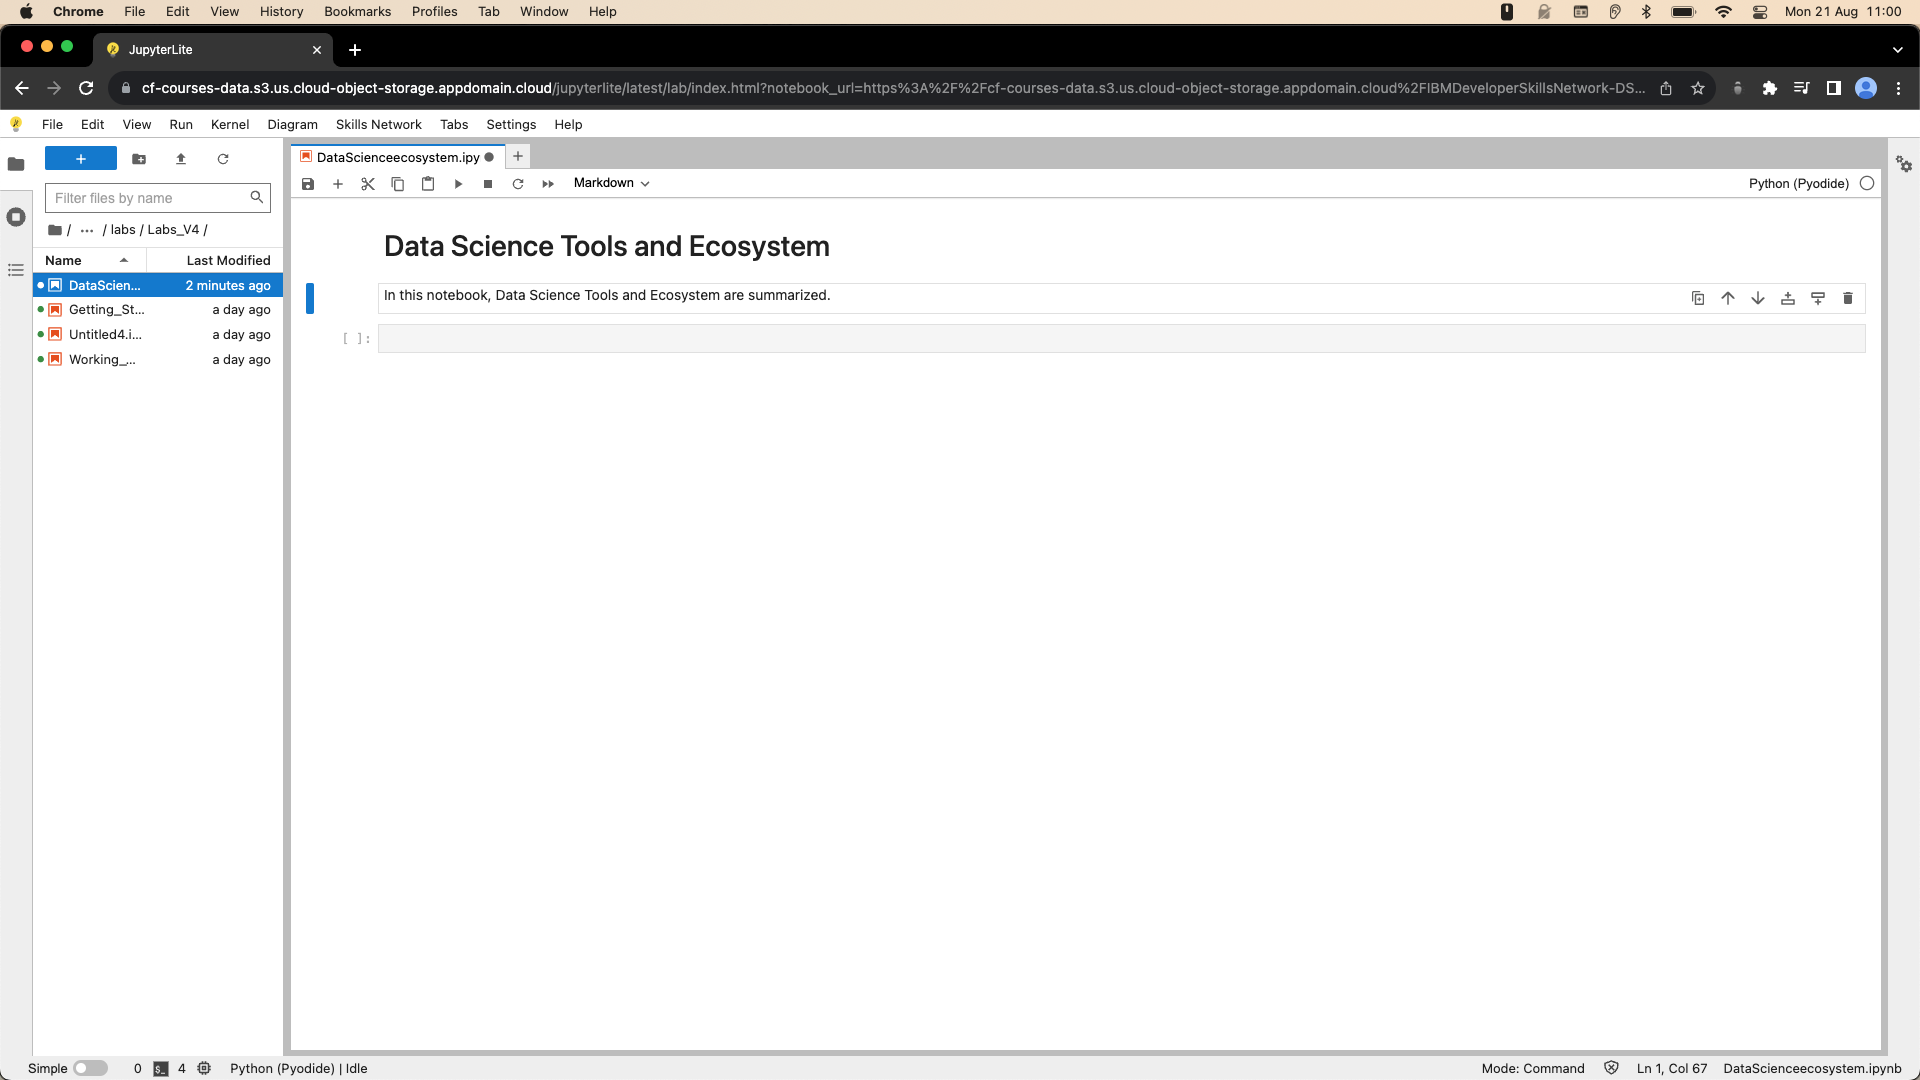 Chrome File Edit View History Bookmarks Profiles Tab Window Help Mon 21 Aug 11:00
JupyterLite
cf-courses-data.s3.us.cloud-object-storage.appdomain.cloud/jupyterlite/latest/lab/index.html?notebook_url=https%3A%2F%2Fcf-courses-data.s3.us.cloud-object-storage.appdomain.cloud%2FIBMDeveloperSkillsNetwork-DS...
File Edit View Run Kernel Diagram Skills Network Tabs Settings Help
DataScienceecosystem.ipy
Markdown
Python (Pyodide)
Filter files by name
/ ... / labs / Labs_V4 /
Name Last Modified
DataScien... 2 minutes ago
Getting_St... a day ago
Untitled4.i... a day ago
Working_... a day ago
Data Science Tools and Ecosystem
In this notebook, Data Science Tools and Ecosystem are summarized.
[ ]:
Simple 0 $_ 4 Python (Pyodide) | Idle
Mode: Command Ln 1, Col 67 DataScienceecosystem.ipynb